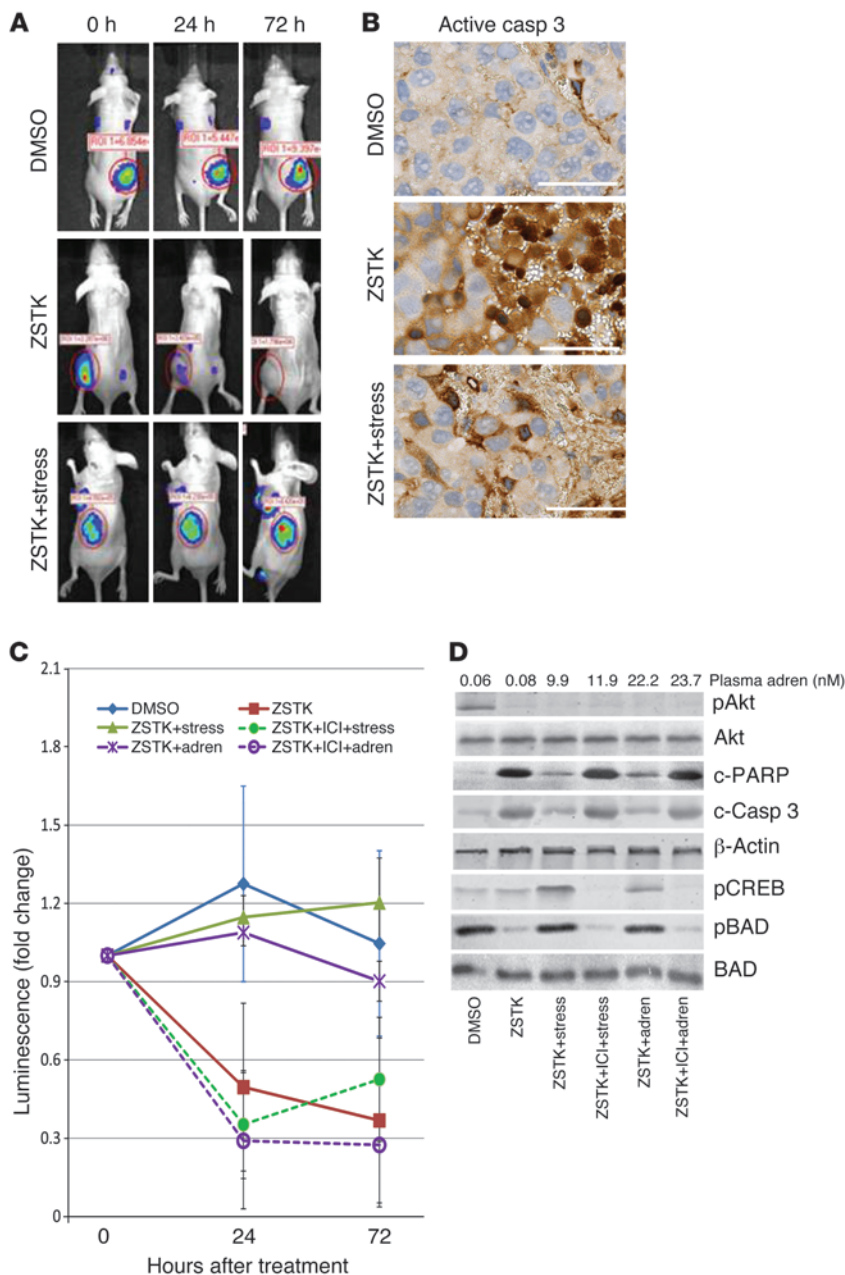 A
0 h 24 h 72 h
DMSO
ZSTK
ZSTK+stress
B
Active casp 3
DMSO
ZSTK
ZSTK+stress
C
2.1
1.8
1.5
1.2
0.9
0.6
0.3
0
Luminescence (fold change)
DMSO ZSTK
ZSTK+stress ZSTK+ICI+stress
ZSTK+adren ZSTK+ICI+adren
0 24 72
Hours after treatment
D
0.06 0.08 9.9 11.9 22.2 23.7 Plasma adren (nM)
pAkt
Akt
c-PARP
c-Casp 3
β-Actin
pCREB
pBAD
BAD
DMSO
ZSTK
ZSTK+stress
ZSTK+ICI+stress
ZSTK+adren
ZSTK+ICI+adren